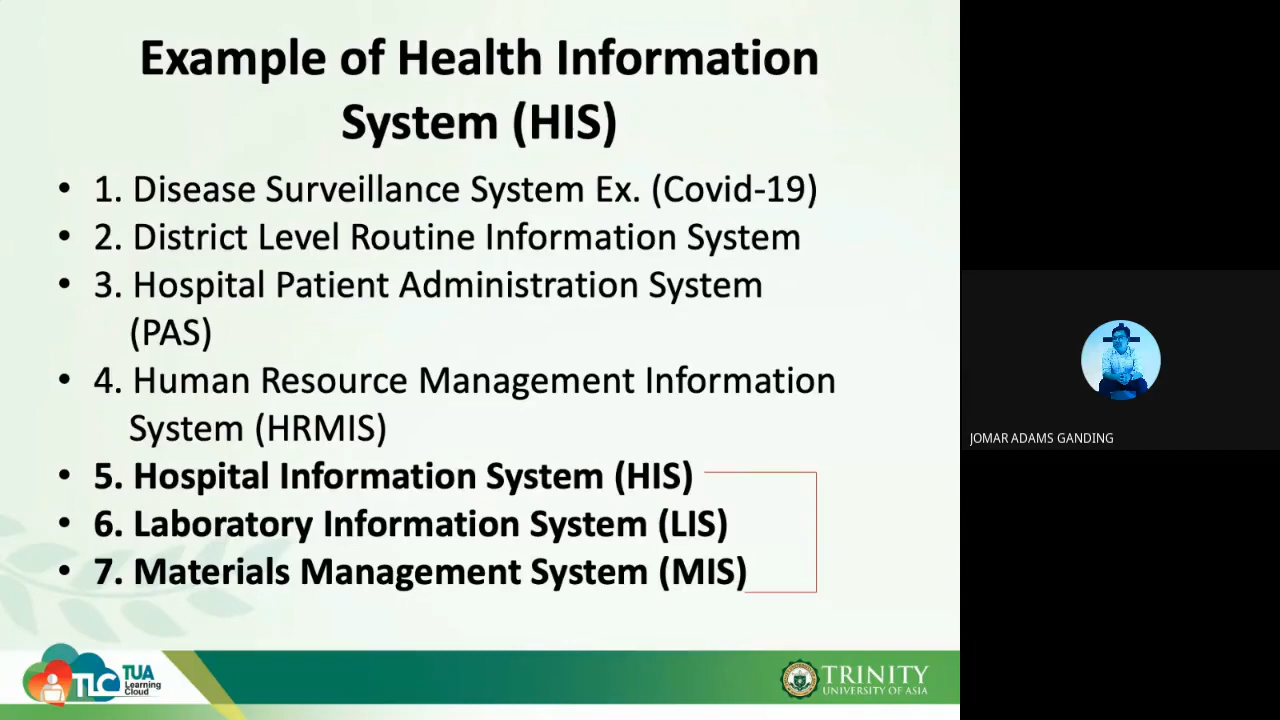 Example of Health Information
System (HIS)
• 1. Disease Surveillance System Ex. (Covid-19)
• 2. District Level Routine Information System
• 3. Hospital Patient Administration System
(PAS)
• 4. Human Resource Management Information
System (HRMIS)
• 5. Hospital Information System (HIS)
• 6. Laboratory Information System (LIS)
• 7. Materials Management System (MIS)
JOMAR ADAMS GANDING
TLC TUA
Learning
Cloud
TRINITY
UNIVERSITY OF ASIA